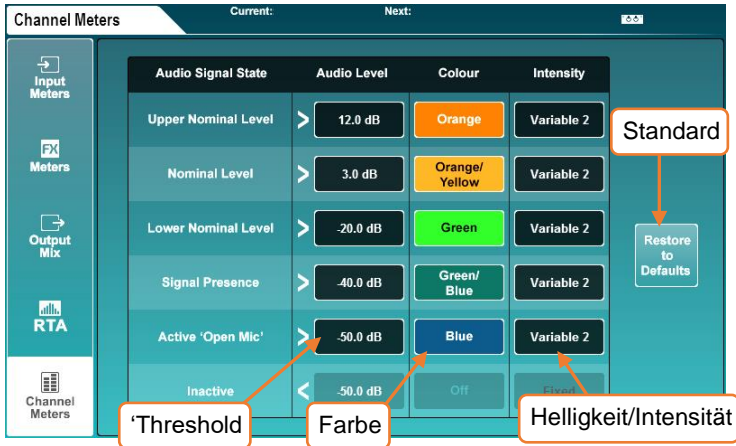 Channel Meters
Current:
Next:
Input
Meters
FX
Meters
Output
Mix
RTA
Channel
Meters
Audio Signal State Audio Level Colour Intensity
Upper Nominal Level > 12.0 dB Orange Variable 2
Nominal Level > 3.0 dB Orange/
Yellow Variable 2
Lower Nominal Level > -20.0 dB Green Variable 2
Signal Presence > -40.0 dB Green/
Blue Variable 2
Active ‘Open Mic’ > -50.0 dB Blue Variable 2
Inactive < -50.0 dB Off Fixed
Standard
Restore
to
Defaults
‘Threshold
Farbe
Helligkeit/Intensität